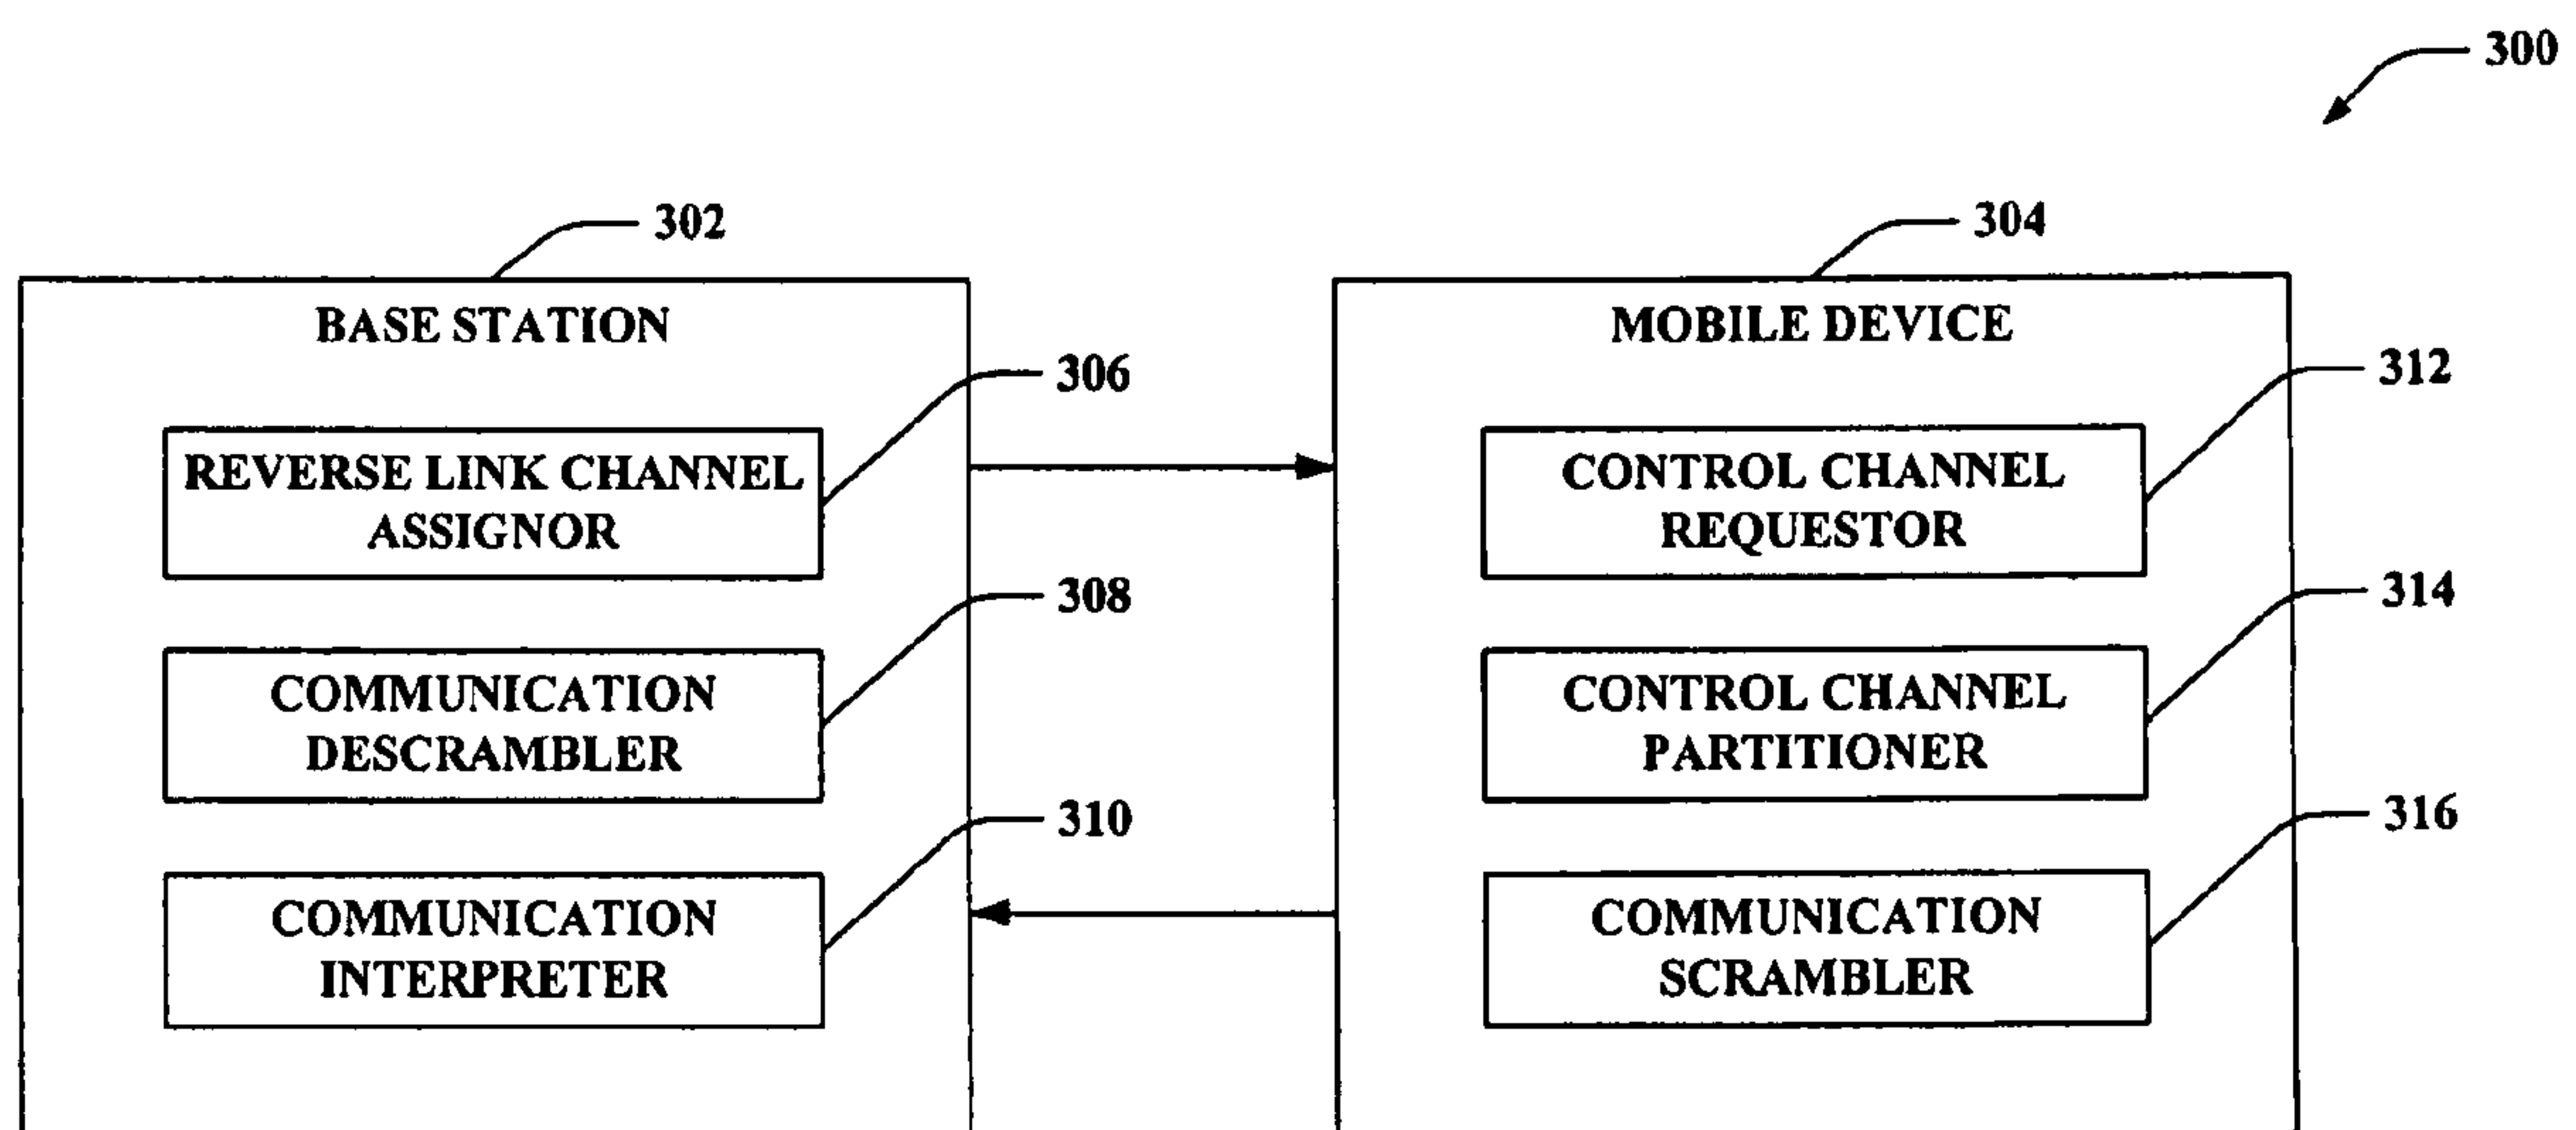 300
302
BASE STATION
306
REVERSE LINK CHANNEL
ASSIGNOR
308
COMMUNICATION
DESCRAMBLER
310
COMMUNICATION
INTERPRETER
304
MOBILE DEVICE
312
CONTROL CHANNEL
REQUESTOR
314
CONTROL CHANNEL
PARTITIONER
316
COMMUNICATION
SCRAMBLER